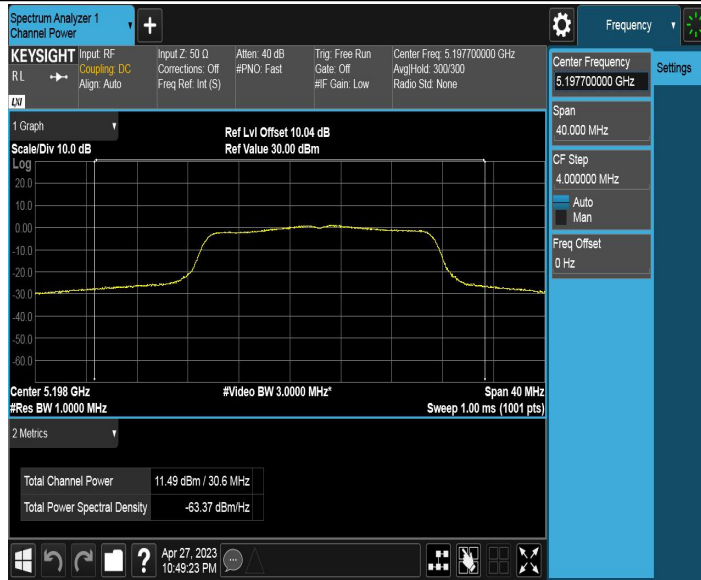 Spectrum Analyzer 1
Channel Power
+
Frequency
KEYSIGHT
RL
LXI
Input: RF
Coupling: DC
Align: Auto
Input Z: 50 Ω
Corrections: Off
Freq Ref: Int (S)
Atten: 40 dB
#PNO: Fast
Trig: Free Run
Gate: Off
#IF Gain: Low
Center Freq: 5.197700000 GHz
Avg|Hold: 300/300
Radio Std: None
Center Frequency
5.197700000 GHz
Settings
Span
40.000 MHz
CF Step
4.000000 MHz
Auto
Man
Freq Offset
0 Hz
1 Graph
Scale/Div 10.0 dB
Ref Lvl Offset 10.04 dB
Ref Value 30.00 dBm
Log
20.0
10.0
0.00
-10.0
-20.0
-30.0
-40.0
-50.0
-60.0
Center 5.198 GHz
#Video BW 3.0000 MHz*
Span 40 MHz
#Res BW 1.0000 MHz
Sweep 1.00 ms (1001 pts)
2 Metrics
Total Channel Power 11.49 dBm / 30.6 MHz
Total Power Spectral Density -63.37 dBm/Hz
?
Apr 27, 2023
10:49:23 PM